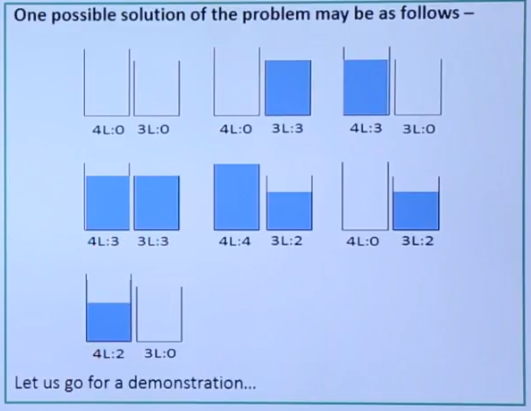 One possible solution of the problem may be as follows –
4L:0 3L:0 4L:0 3L:3 4L:3 3L:0
4L:3 3L:3 4L:4 3L:2 4L:0 3L:2
4L:2 3L:0
Let us go for a demonstration...